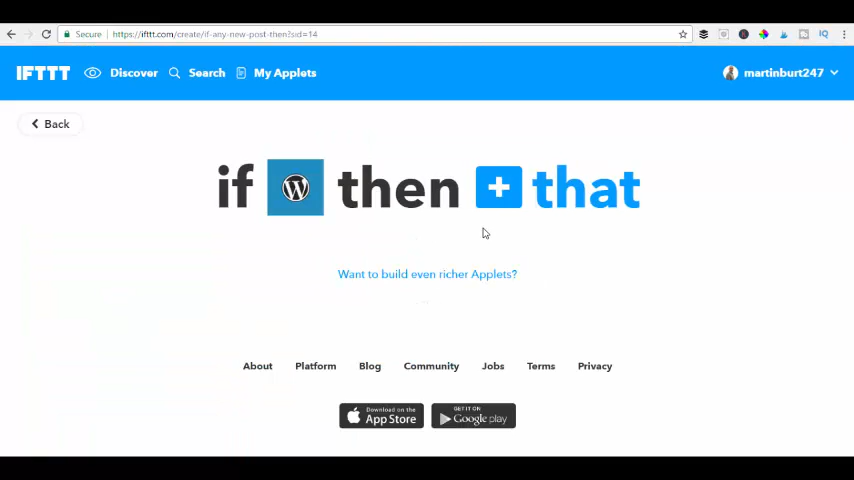 Secure https://ifttt.com/create/if-any-new-post-then?sid=14
IFTTT Discover Search My Applets martinburt247
Back
if then + that
Want to build even richer Applets?
About Platform Blog Community Jobs Terms Privacy
Download on the App Store GET IT ON Google play